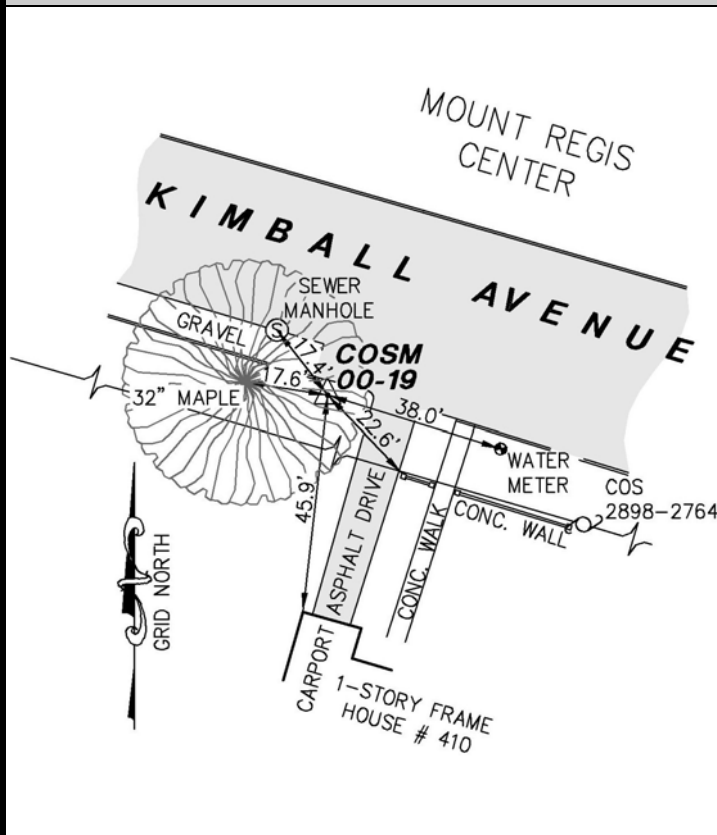 MOUNT REGIS
CENTER
KIMBALL AVENUE
SEWER
MANHOLE
GRAVEL
17.4'
COSM
00-19
17.6'
32" MAPLE
38.0'
22.6'
WATER
METER
COS
2898-2764
45.9'
ASPHALT DRIVE
CONC. WALK
CONC. WALL
GRID NORTH
CARPORT
1-STORY FRAME
HOUSE # 410
S